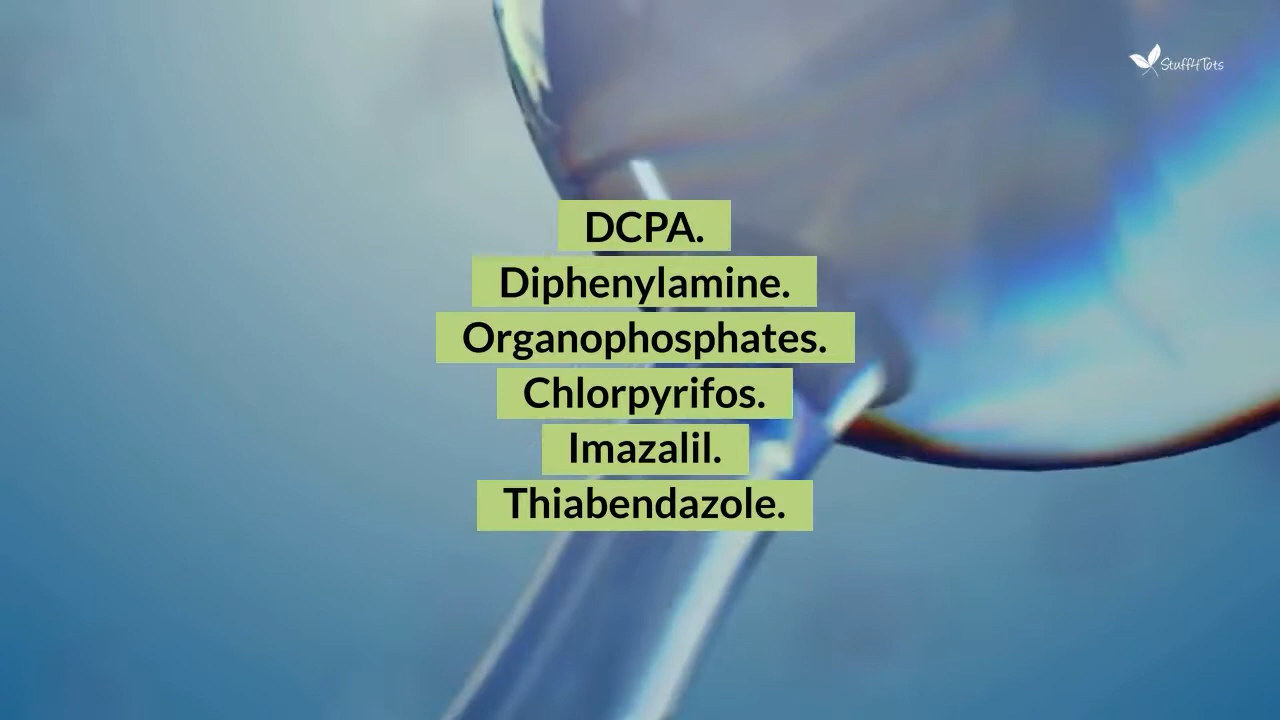 Stuff4Tots
DCPA.
Diphenylamine.
Organophosphates.
Chlorpyrifos.
Imazalil.
Thiabendazole.